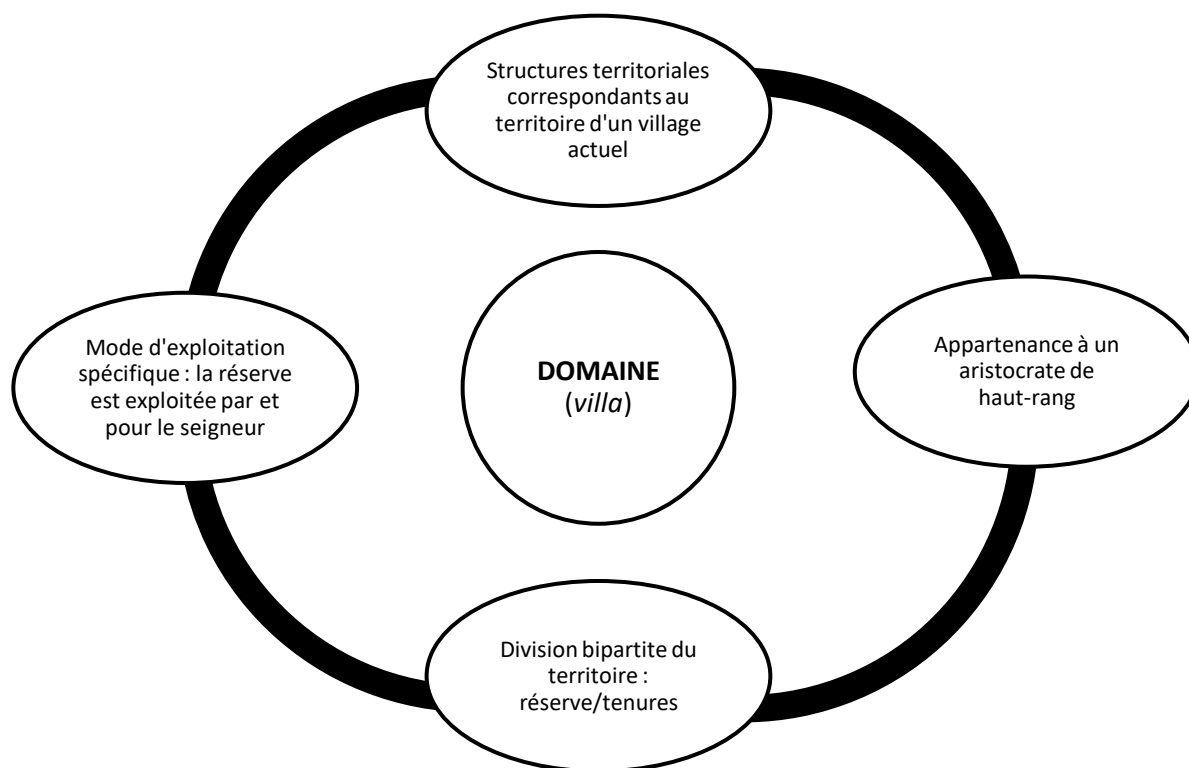 Structures territoriales
correspondants au
territoire d'un village
actuel
Mode d'exploitation
spécifique : la réserve
est exploitée par et
pour le seigneur
DOMAINE
(villa)
Appartenance à un
aristocrate de
haut-rang
Division bipartite du
territoire :
réserve/tenures